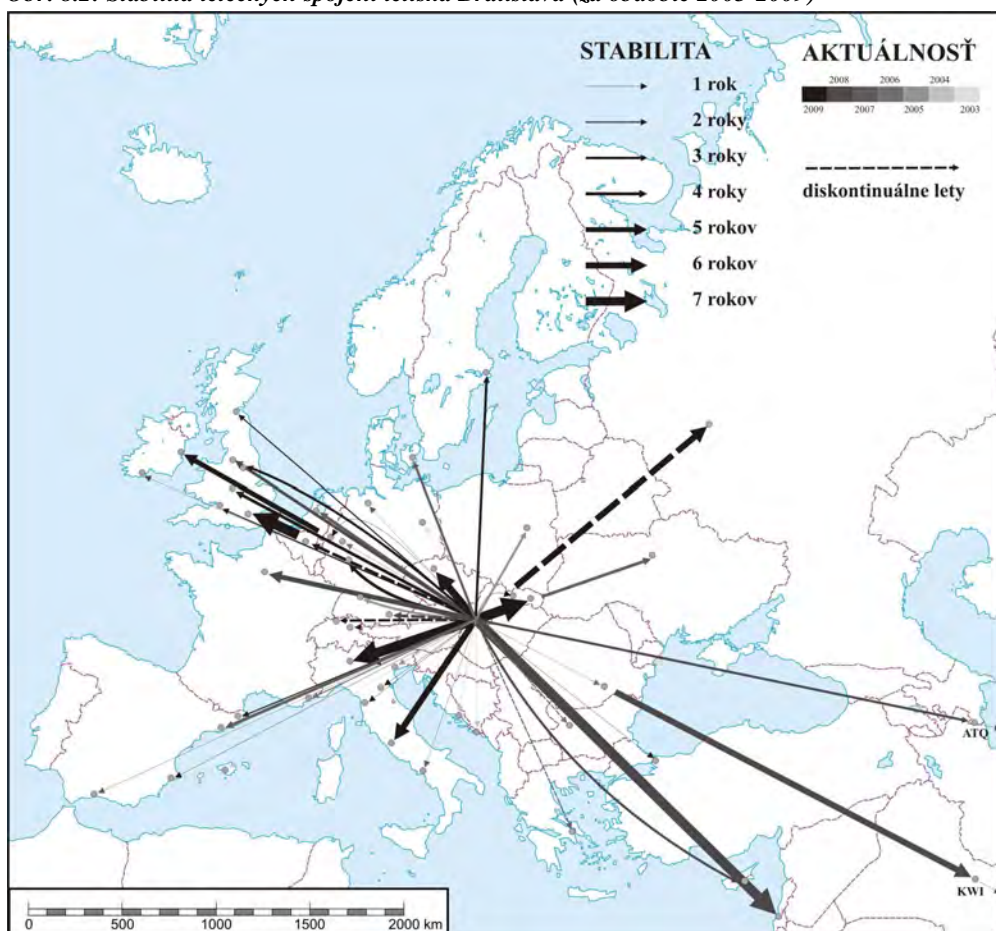 STABILITA
1 rok
2 roky
3 roky
4 roky
5 rokov
6 rokov
7 rokov
AKTUÁLNOSŤ
2008 2006 2004
2009 2007 2005 2003
diskontinuálne lety
ATQ
KWI
0 500 1000 1500 2000 km